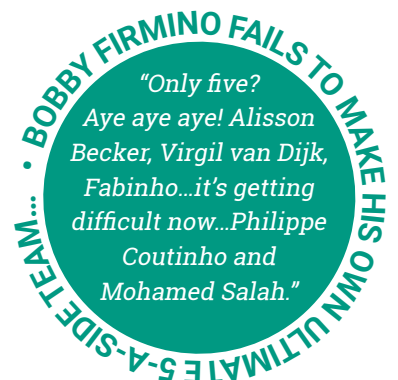 • BOBBY FIRMINO FAILS TO MAKE HIS OWN ULTIMATE 5-A-SIDE TEAM...
“Only five?
Aye aye aye! Alisson
Becker, Virgil van Dijk,
Fabinho...it’s getting
difficult now...Philippe
Coutinho and
Mohamed Salah.”